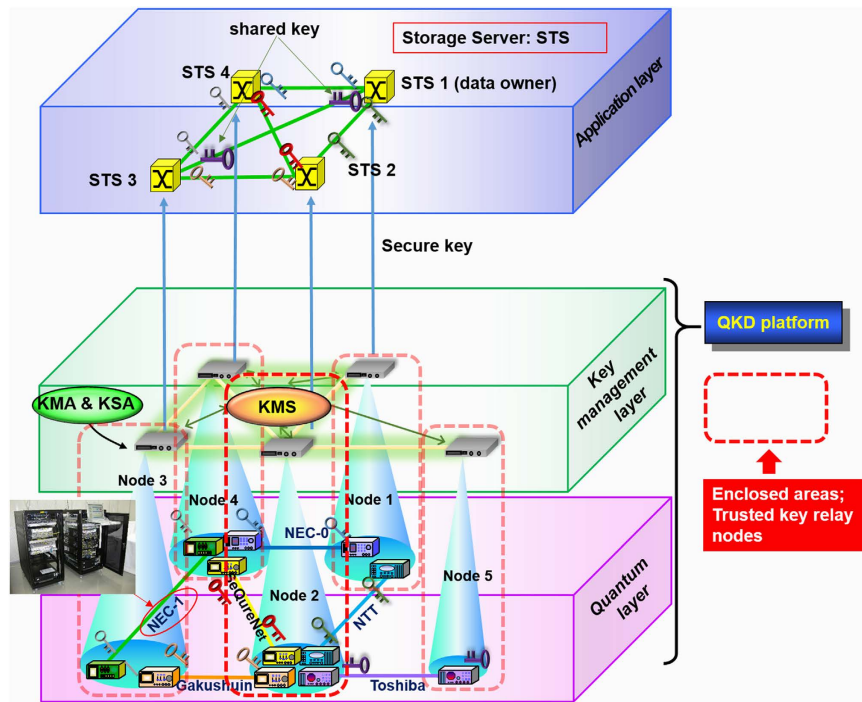 shared key
Storage Server: STS
STS 4
STS 1 (data owner)
STS 3
STS 2
Application layer
Secure key
QKD platform
KMA & KSA
KMS
Key
management
layer
Node 3
Node 4
Node 1
Node 5
Node 2
NEC-0
NEC-1
SeQureNet
NTT
Gakushuin
Toshiba
Quantum
layer
Enclosed areas;
Trusted key relay
nodes